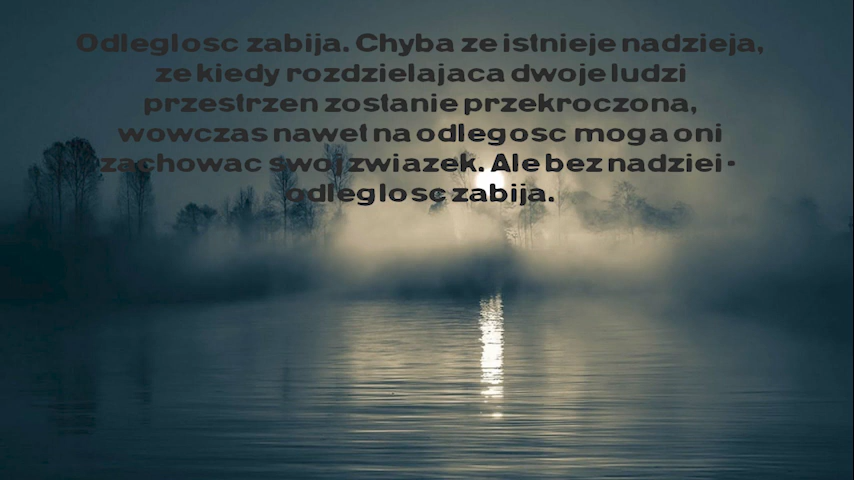 Odleglosc zabija. Chyba ze istnieje nadzieja,
ze kiedy rozdzielajaca dwoje ludzi
przestrzen zostanie przekroczona,
wowczas nawet na odlegosc moga oni
zachowac swoj zwiazek. Ale bez nadziei -
odleglosc zabija.